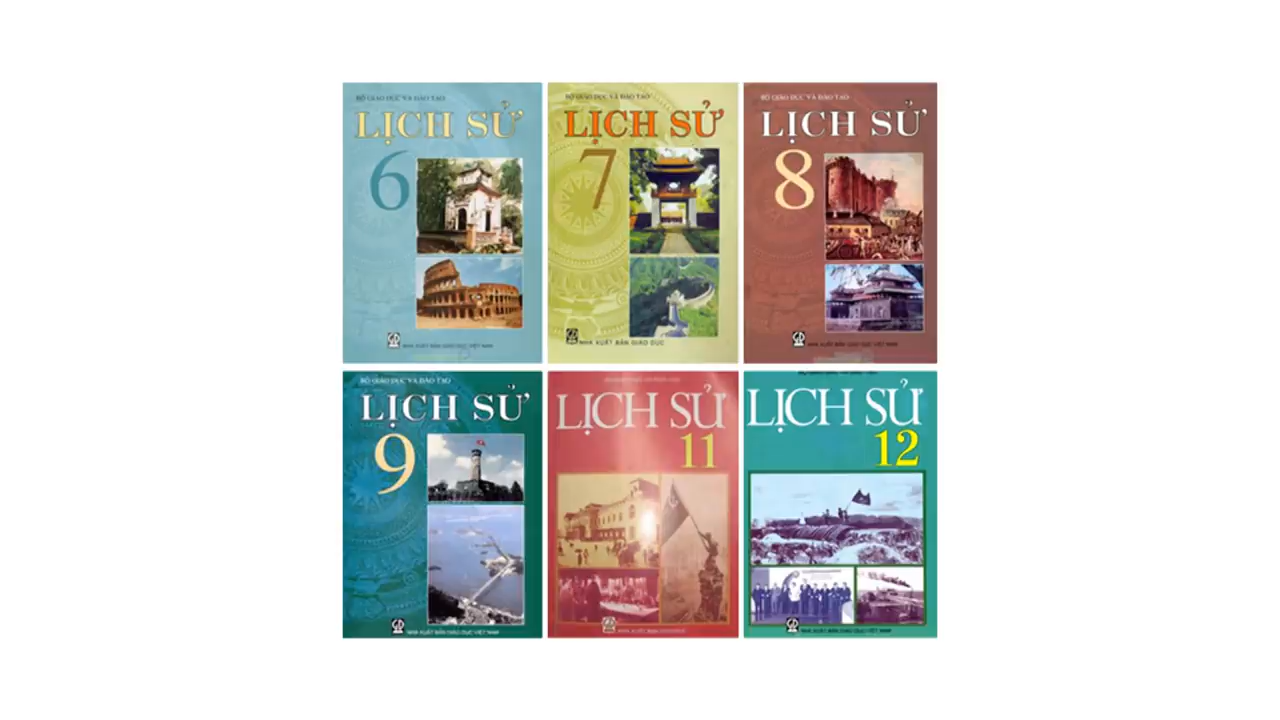 BỘ GIÁO DỤC VÀ ĐÀO TẠO
LỊCH SỬ
6
NHÀ XUẤT BẢN GIÁO DỤC VIỆT NAM
BỘ GIÁO DỤC VÀ ĐÀO TẠO
LỊCH SỬ
7
NHÀ XUẤT BẢN GIÁO DỤC
BỘ GIÁO DỤC VÀ ĐÀO TẠO
LỊCH SỬ
8
NHÀ XUẤT BẢN GIÁO DỤC VIỆT NAM
BỘ GIÁO DỤC VÀ ĐÀO TẠO
LỊCH SỬ
9
NHÀ XUẤT BẢN GIÁO DỤC VIỆT NAM
LỊCH SỬ
11
NHÀ XUẤT BẢN
LỊCH SỬ
12
NHÀ XUẤT BẢN GIÁO DỤC VIỆT NAM